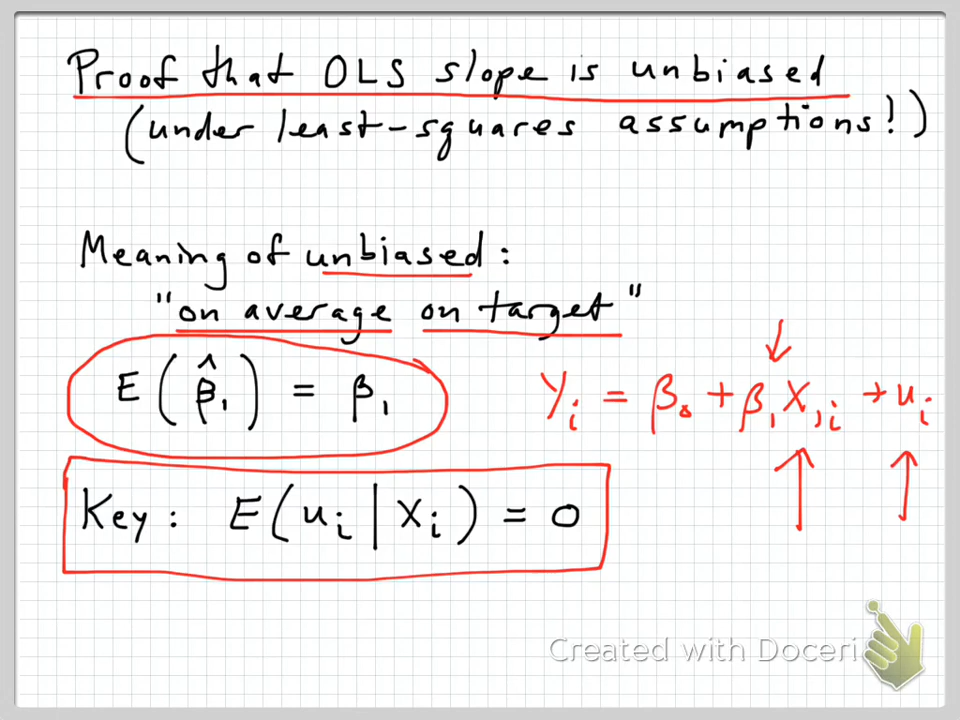 Proof that OLS slope is unbiased
(under least-squares assumptions!)
Meaning of unbiased:
"on average on target"
E(β̂₁) = β₁
Yᵢ = β₀ + β₁X₁ᵢ + uᵢ
Key: E(uᵢ | Xᵢ) = 0
Created with Doceri